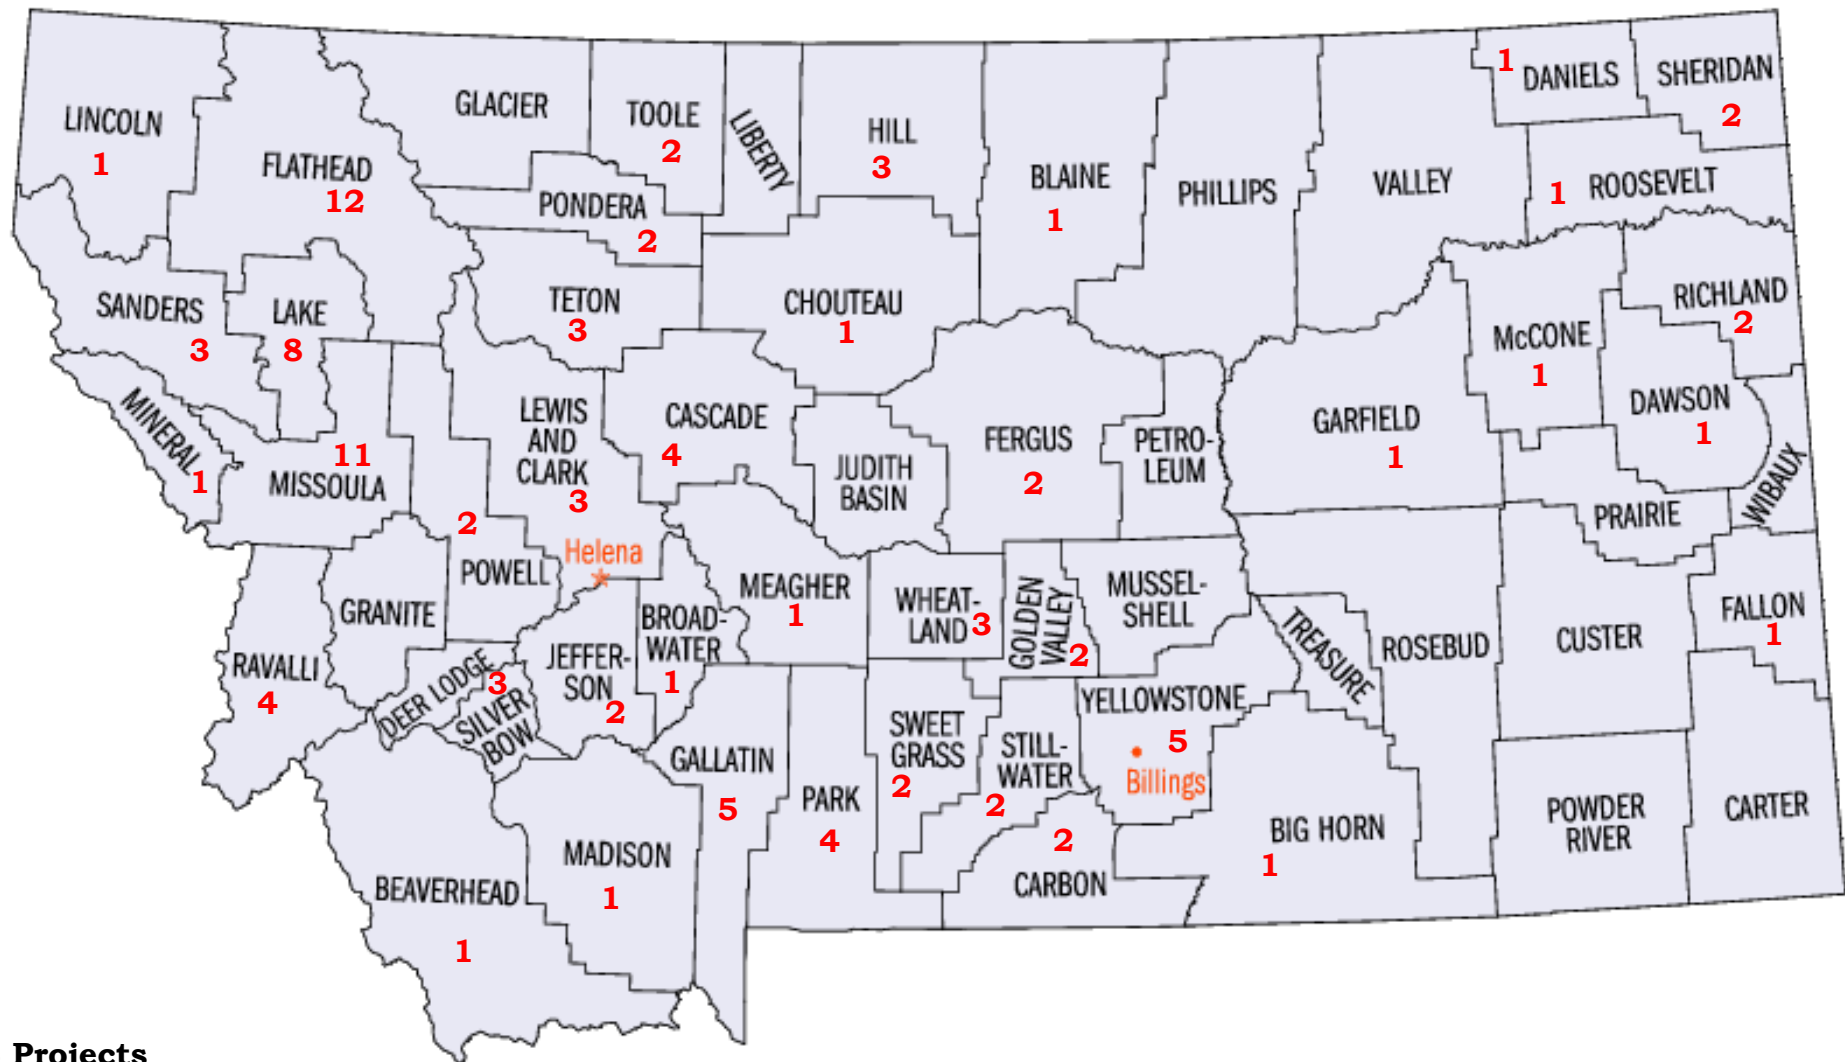 LINCOLN
1
FLATHEAD
12
GLACIER
TOOLE
2
LIBERTY
HILL
3
BLAINE
1
PHILLIPS
VALLEY
1
DANIELS
SHERIDAN
2
1 ROOSEVELT
PONDERA
2
SANDERS
3
LAKE
8
TETON
3
CHOUTEAU
1
RICHLAND
2
McCONE
1
DAWSON
1
MINERAL
1
11
MISSOULA
LEWIS
AND
CLARK
3
CASCADE
4
JUDITH
BASIN
FERGUS
2
PETRO-
LEUM
GARFIELD
1
PRAIRIE
WIBAUX
2
POWELL
Helena
GRANITE
RAVALLI
4
DEER LODGE
3
SILVER
BOW
JEFFER-
SON
2
BROAD-
WATER
1
MEAGHER
1
WHEAT-
LAND
3
GOLDEN
VALLEY
2
MUSSEL-
SHELL
TREASURE
ROSEBUD
CUSTER
FALLON
1
YELLOWSTONE
5
Billings
GALLATIN
5
PARK
4
SWEET
GRASS
2
STILL-
WATER
2
2
CARBON
BIG HORN
1
POWDER
RIVER
CARTER
MADISON
1
BEAVERHEAD
1
Projects